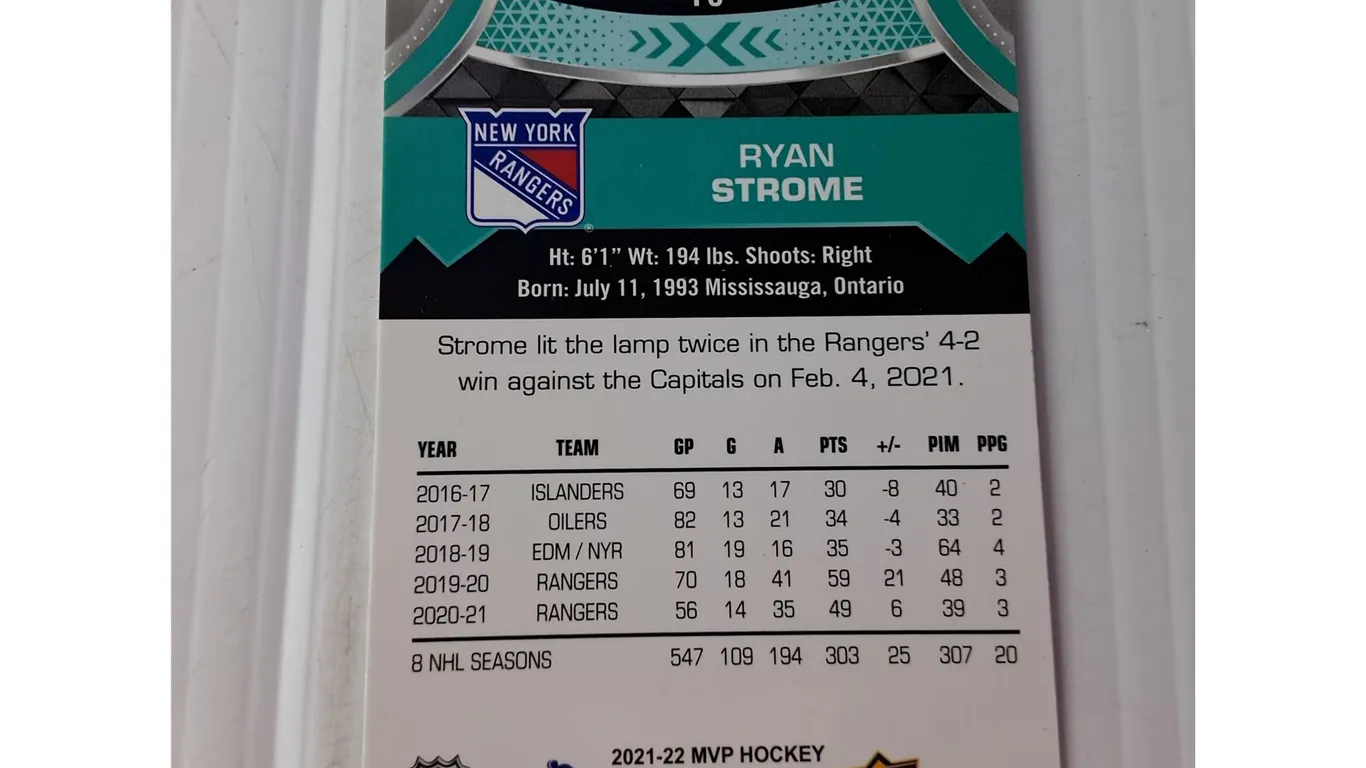 NEW YORK
RANGERS
®
RYAN
STROME
Ht: 6'1" Wt: 194 lbs. Shoots: Right
Born: July 11, 1993 Mississauga, Ontario
Strome lit the lamp twice in the Rangers' 4-2
win against the Capitals on Feb. 4, 2021.
YEAR TEAM GP G A PTS +/- PIM PPG
2016-17 ISLANDERS 69 13 17 30 -8 40 2
2017-18 OILERS 82 13 21 34 -4 33 2
2018-19 EDM / NYR 81 19 16 35 -3 64 4
2019-20 RANGERS 70 18 41 59 21 48 3
2020-21 RANGERS 56 14 35 49 6 39 3
8 NHL SEASONS 547 109 194 303 25 307 20
2021-22 MVP HOCKEY